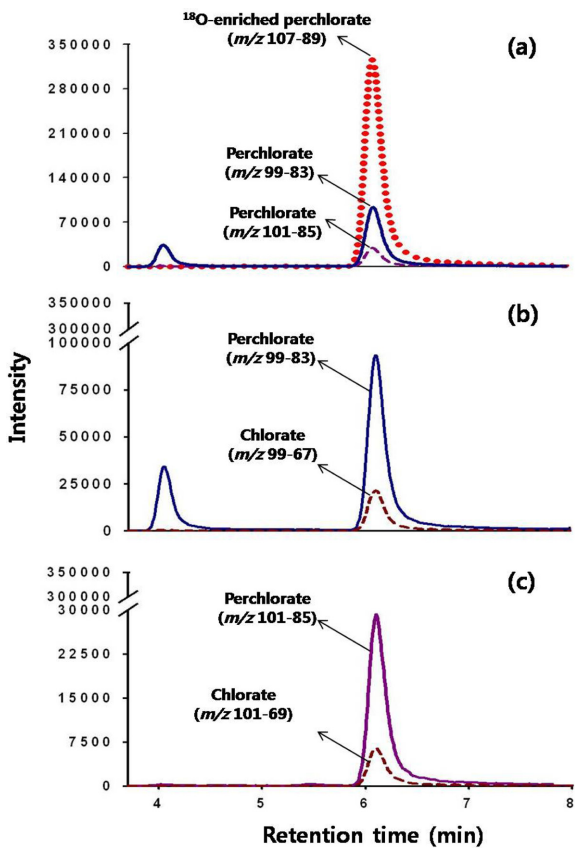 ¹⁸O-enriched perchlorate
(m/z 107-89)
(a)
350000
280000
210000
140000
70000
0
Perchlorate
(m/z 99-83)
Perchlorate
(m/z 101-85)
(b)
350000
300000
100000
75000
50000
25000
0
Perchlorate
(m/z 99-83)
Chlorate
(m/z 99-67)
Intensity
(c)
350000
300000
30000
22500
15000
7500
0
Perchlorate
(m/z 101-85)
Chlorate
(m/z 101-69)
4 5 6 7 8
Retention time (min)